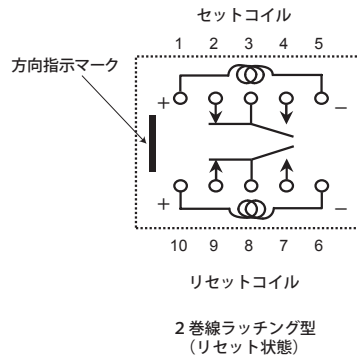 セットコイル
1 2 3 4 5
方向指示マーク
+ −
+ −
10 9 8 7 6
リセットコイル
2巻線ラッチング型
(リセット状態)